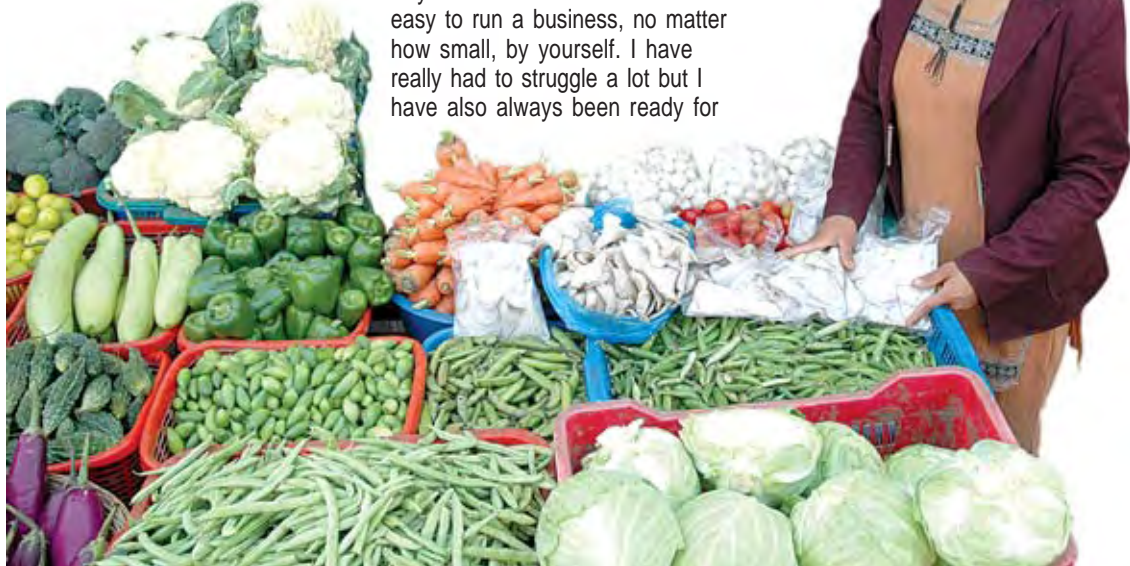 easy to run a business, no matter
how small, by yourself. I have
really had to struggle a lot but I
have also always been ready for